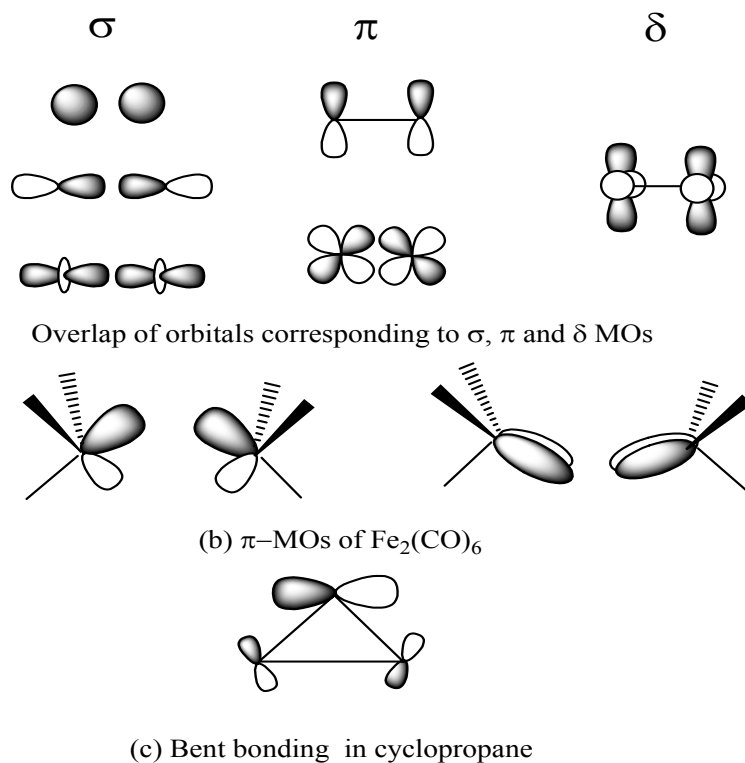 σ π δ
Overlap of orbitals corresponding to σ, π and δ MOs
(b) π–MOs of Fe₂(CO)₆
(c) Bent bonding in cyclopropane